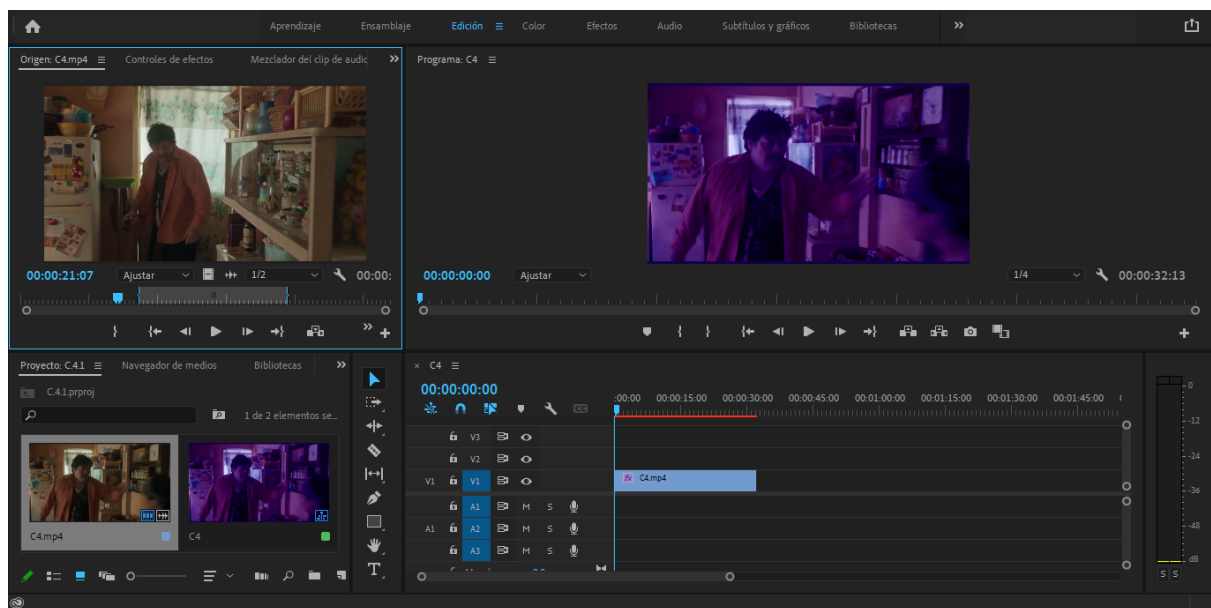 Aprendizaje Ensamblaje Edición Color Efectos Audio Subtítulos y gráficos Bibliotecas
Origen: C4.mp4 Controles de efectos Mezclador del clip de audic
Programa: C4
00:00:21:07 Ajustar 1/2 00:00:
00:00:00:00 Ajustar 1/4 00:00:32:13
Proyecto: C.4.1 Navegador de medios Bibliotecas
C.4.1.prproj
1 de 2 elementos se...
C4.mp4 C4
C4
00:00:00:00
:00:00 00:00:15:00 00:00:30:00 00:00:45:00 00:01:00:00 00:01:15:00 00:01:30:00 00:01:45:00
V3
V2
V1 V1 fx C4.mp4
A1 M S
A1 A2 M S
A3 M S
0
-12
-24
-36
-48
dB
S S